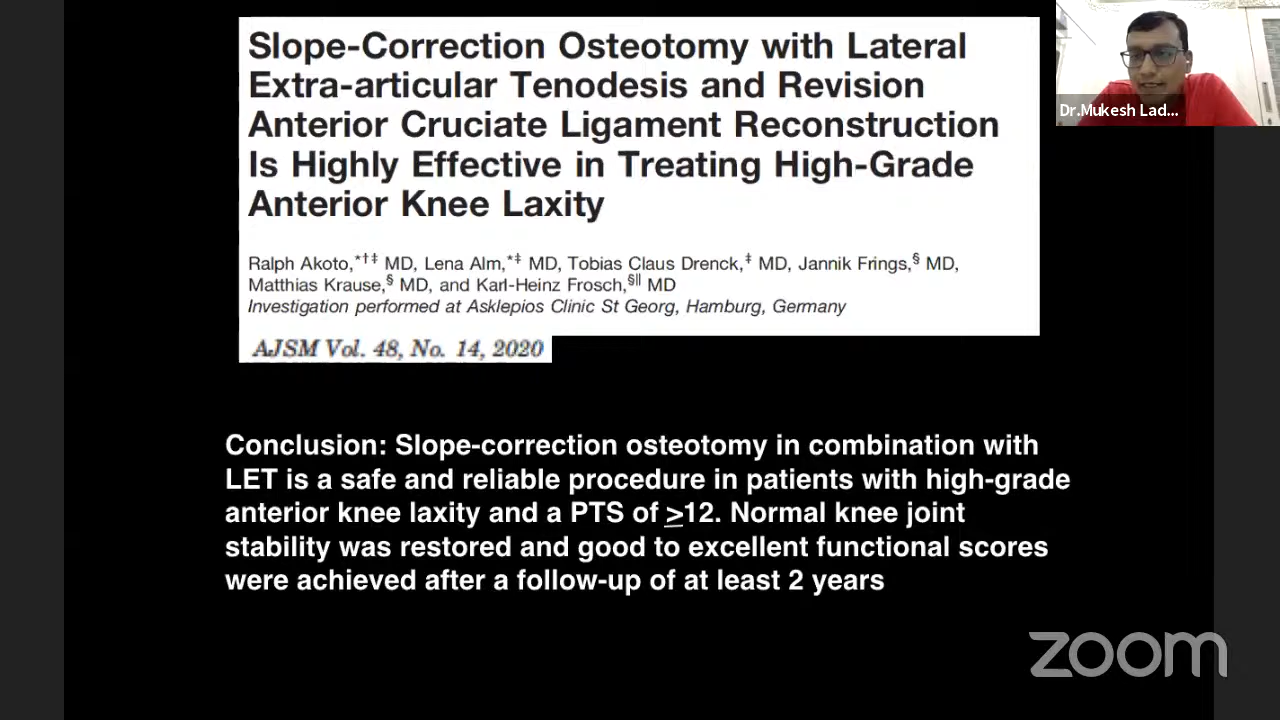 Slope-Correction Osteotomy with Lateral
Extra-articular Tenodesis and Revision
Anterior Cruciate Ligament Reconstruction
Is Highly Effective in Treating High-Grade
Anterior Knee Laxity
Ralph Akoto,*†‡ MD, Lena Alm,*‡ MD, Tobias Claus Drenck,‡ MD, Jannik Frings,§ MD,
Matthias Krause,§ MD, and Karl-Heinz Frosch,§|| MD
Investigation performed at Asklepios Clinic St Georg, Hamburg, Germany
AJSM Vol. 48, No. 14, 2020
Dr.Mukesh Lad...
Conclusion: Slope-correction osteotomy in combination with
LET is a safe and reliable procedure in patients with high-grade
anterior knee laxity and a PTS of ≥12. Normal knee joint
stability was restored and good to excellent functional scores
were achieved after a follow-up of at least 2 years
zoom